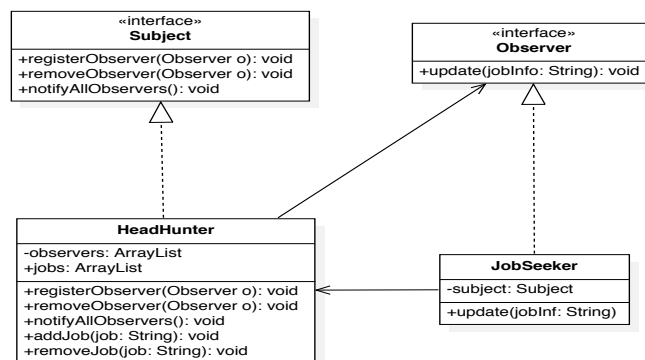 «interface»
Subject
+registerObserver(Observer o): void
+removeObserver(Observer o): void
+notifyAllObservers(): void
«interface»
Observer
+update(jobInfo: String): void
HeadHunter
-observers: ArrayList
+jobs: ArrayList
+registerObserver(Observer o): void
+removeObserver(Observer o): void
+notifyAllObservers(): void
+addJob(job: String): void
+removeJob(job: String): void
JobSeeker
-subject: Subject
+update(jobInf: String)